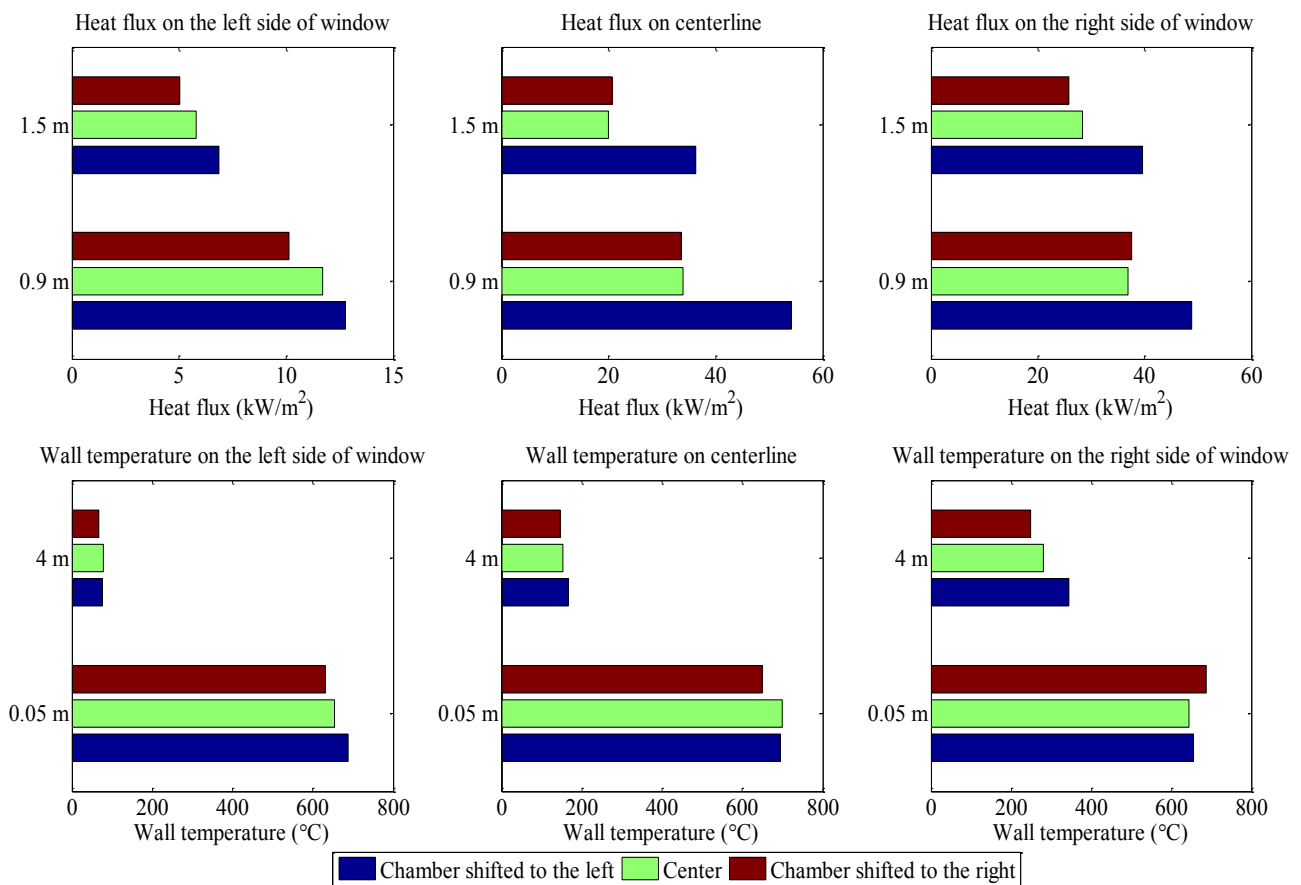 Heat flux on the left side of window
1.5 m
0.9 m
0 5 10 15
Heat flux (kW/m²)
Heat flux on centerline
1.5 m
0.9 m
0 20 40 60
Heat flux (kW/m²)
Heat flux on the right side of window
1.5 m
0.9 m
0 20 40 60
Heat flux (kW/m²)
Wall temperature on the left side of window
4 m
0.05 m
0 200 400 600 800
Wall temperature (°C)
Wall temperature on centerline
4 m
0.05 m
0 200 400 600 800
Wall temperature (°C)
Wall temperature on the right side of window
4 m
0.05 m
0 200 400 600 800
Wall temperature (°C)
Chamber shifted to the left Center Chamber shifted to the right